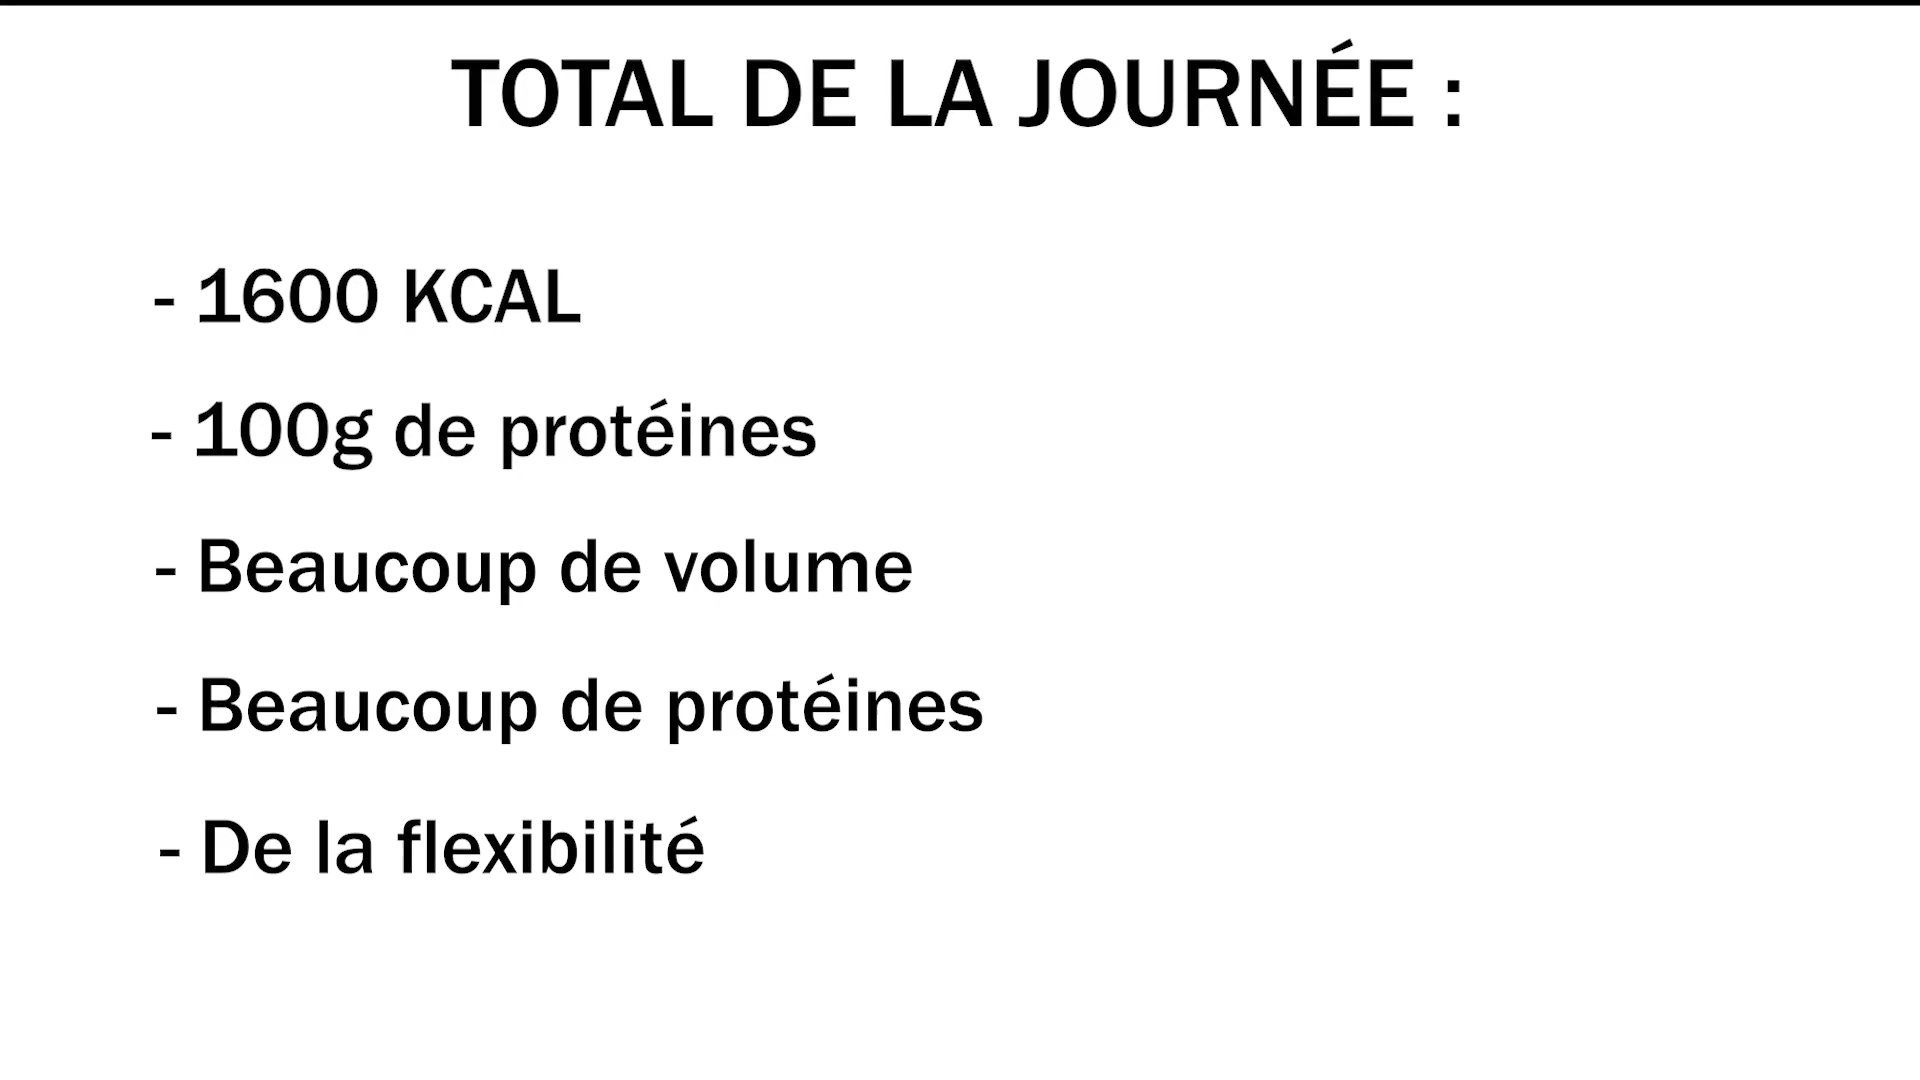 TOTAL DE LA JOURNÉE :
- 1600 KCAL
- 100g de protéines
- Beaucoup de volume
- Beaucoup de protéines
- De la flexibilité